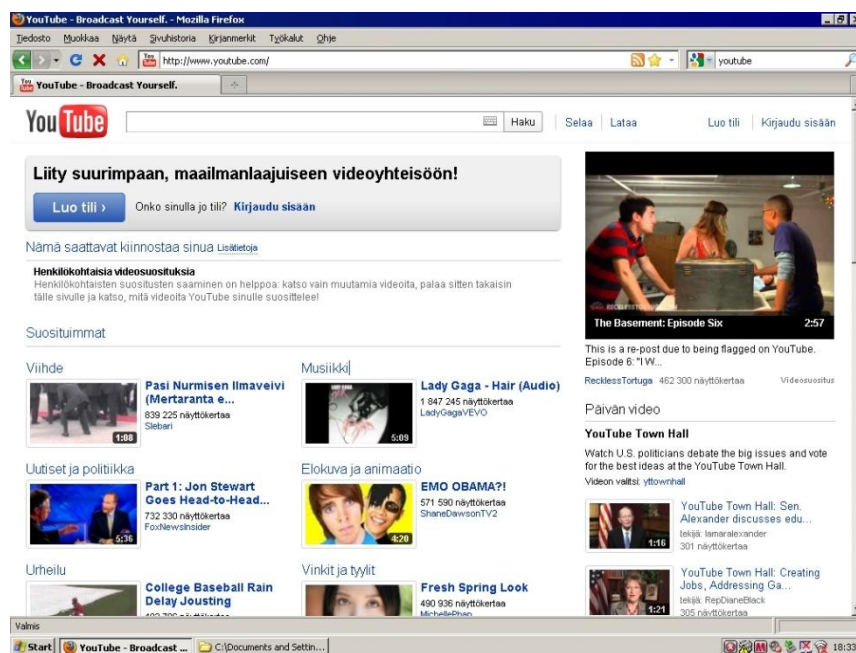 YouTube - Broadcast Yourself. - Mozilla Firefox
Tiedosto Muokkaa Näytä Sivuhistoria Kirjanmerkit Työkalut Ohje
http://www.youtube.com/
youtube
YouTube - Broadcast Yourself.
YouTube
Haku
Selaa
Lataa
Luo tili
Kirjaudu sisään
Liity suurimpaan, maailmanlaajuiseen videoyhteisöön!
Luo tili ›
Onko sinulla jo tili? Kirjaudu sisään
Nämä saattavat kiinnostaa sinua Lisätietoja
Henkilökohtaisia videosuosituksia
Henkilökohtaisten suositusten saaminen on helppoa: katso vain muutamia videoita, palaa sitten takaisin
tälle sivulle ja katso, mitä videoita YouTube sinulle suosittelee!
Suosituimmat
Viihde
Pasi Nurmisen Ilmaveivi
(Mertaranta e...
839 225 näyttökertaa
Slebari
1:08
Musiikki
Lady Gaga - Hair (Audio)
1 847 245 näyttökertaa
LadyGagaVEVO
5:09
Uutiset ja politiikka
Part 1: Jon Stewart
Goes Head-to-Head...
732 330 näyttökertaa
FoxNewsInsider
5:36
Elokuva ja animaatio
EMO OBAMA?!
571 590 näyttökertaa
ShaneDawsonTV2
4:20
Urheilu
College Baseball Rain
Delay Jousting
Vinkit ja tyylit
Fresh Spring Look
490 936 näyttökertaa
MichellePhan
RECKLESSTORTUGA
The Basement: Episode Six
2:57
This is a re-post due to being flagged on YouTube.
Episode 6: "I W...
RecklessTortuga 462 300 näyttökertaa
Videosuositus
Päivän video
YouTube Town Hall
Watch U.S. politicians debate the big issues and vote
for the best ideas at the YouTube Town Hall.
Videon valitsi: yttownhall
YouTube Town Hall: Sen.
Alexander discusses edu...
tekijä: lamaralexander
301 näyttökertaa
1:16
YouTube Town Hall: Creating
Jobs, Addressing Ga...
tekijä: RepDianeBlack
305 näyttökertaa
1:21
Valmis
Start
YouTube - Broadcast ...
C:\Documents and Settin...
18:33